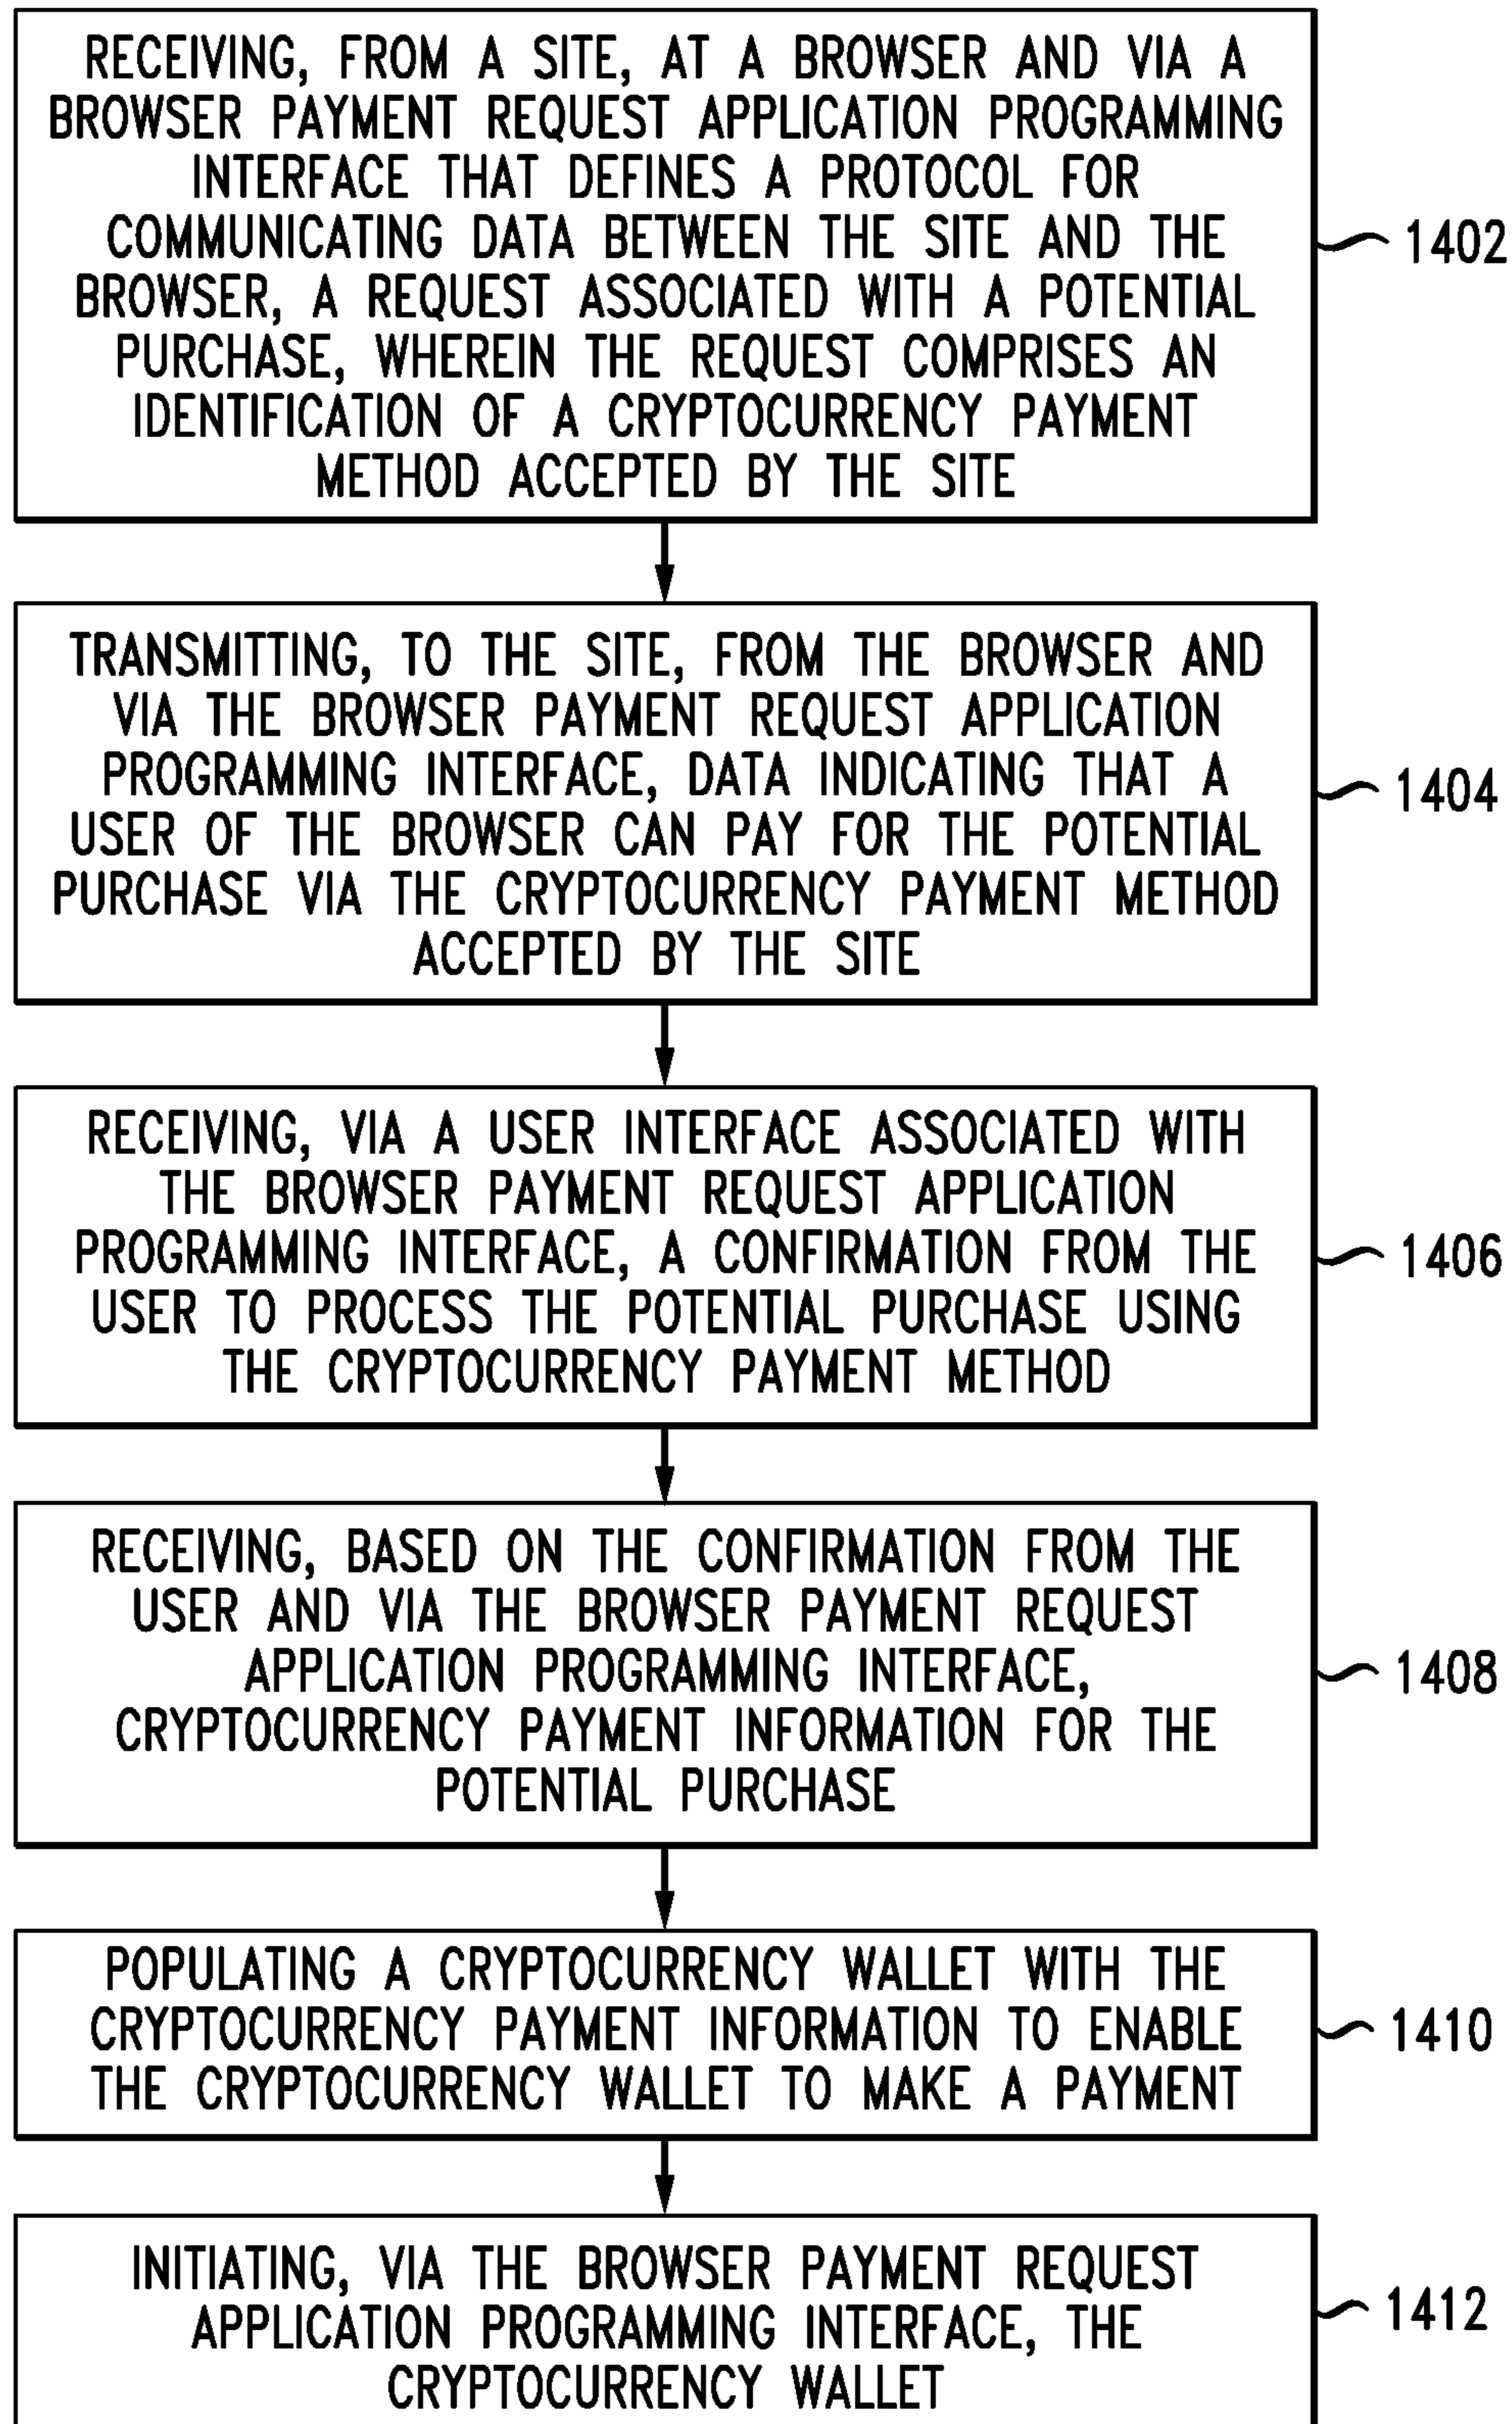 RECEIVING, FROM A SITE, AT A BROWSER AND VIA A
BROWSER PAYMENT REQUEST APPLICATION PROGRAMMING
INTERFACE THAT DEFINES A PROTOCOL FOR
COMMUNICATING DATA BETWEEN THE SITE AND THE
BROWSER, A REQUEST ASSOCIATED WITH A POTENTIAL
PURCHASE, WHEREIN THE REQUEST COMPRISES AN
IDENTIFICATION OF A CRYPTOCURRENCY PAYMENT
METHOD ACCEPTED BY THE SITE
1402
TRANSMITTING, TO THE SITE, FROM THE BROWSER AND
VIA THE BROWSER PAYMENT REQUEST APPLICATION
PROGRAMMING INTERFACE, DATA INDICATING THAT A
USER OF THE BROWSER CAN PAY FOR THE POTENTIAL
PURCHASE VIA THE CRYPTOCURRENCY PAYMENT METHOD
ACCEPTED BY THE SITE
1404
RECEIVING, VIA A USER INTERFACE ASSOCIATED WITH
THE BROWSER PAYMENT REQUEST APPLICATION
PROGRAMMING INTERFACE, A CONFIRMATION FROM THE
USER TO PROCESS THE POTENTIAL PURCHASE USING
THE CRYPTOCURRENCY PAYMENT METHOD
1406
RECEIVING, BASED ON THE CONFIRMATION FROM THE
USER AND VIA THE BROWSER PAYMENT REQUEST
APPLICATION PROGRAMMING INTERFACE,
CRYPTOCURRENCY PAYMENT INFORMATION FOR THE
POTENTIAL PURCHASE
1408
POPULATING A CRYPTOCURRENCY WALLET WITH THE
CRYPTOCURRENCY PAYMENT INFORMATION TO ENABLE
THE CRYPTOCURRENCY WALLET TO MAKE A PAYMENT
1410
INITIATING, VIA THE BROWSER PAYMENT REQUEST
APPLICATION PROGRAMMING INTERFACE, THE
CRYPTOCURRENCY WALLET
1412